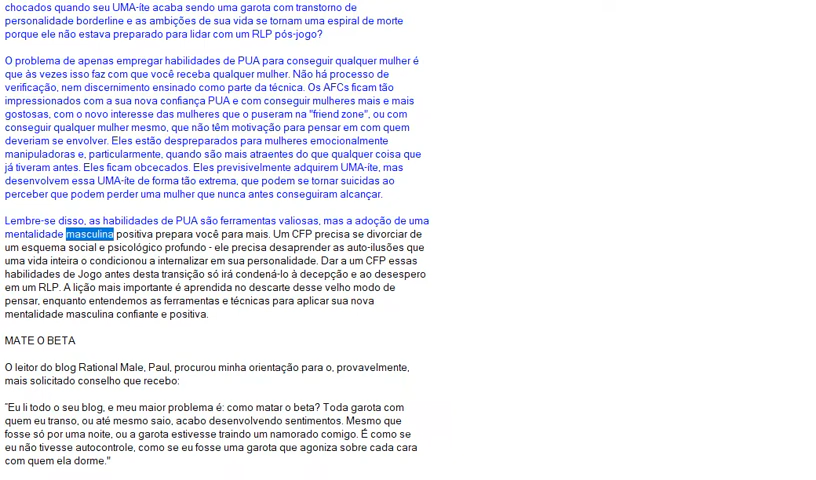 chocados quando seu UMA-íte acaba sendo uma garota com transtorno de
personalidade borderline e as ambições de sua vida se tornam uma espiral de morte
porque ele não estava preparado para lidar com um RLP pós-jogo?
O problema de apenas empregar habilidades de PUA para conseguir qualquer mulher é
que às vezes isso faz com que você receba qualquer mulher. Não há processo de
verificação, nem discernimento ensinado como parte da técnica. Os AFCs ficam tão
impressionados com a sua nova confiança PUA e com conseguir mulheres mais e mais
gostosas, com o novo interesse das mulheres que o puseram na "friend zone", ou com
conseguir qualquer mulher mesmo, que não têm motivação para pensar em com quem
deveriam se envolver. Eles estão despreparados para mulheres emocionalmente
manipuladoras e, particularmente, quando são mais atraentes do que qualquer coisa que
já tiveram antes. Eles ficam obcecados. Eles previsivelmente adquirem UMA-íte, mas
desenvolvem essa UMA-íte de forma tão extrema, que podem se tornar suicidas ao
perceber que podem perder uma mulher que nunca antes conseguiram alcançar.
Lembre-se disso, as habilidades de PUA são ferramentas valiosas, mas a adoção de uma
mentalidade masculina positiva prepara você para mais. Um CFP precisa se divorciar de
um esquema social e psicológico profundo - ele precisa desaprender as auto-ilusões que
uma vida inteira o condicionou a internalizar em sua personalidade. Dar a um CFP essas
habilidades de Jogo antes desta transição só irá condená-lo à decepção e ao desespero
em um RLP. A lição mais importante é aprendida no descarte desse velho modo de
pensar, enquanto entendemos as ferramentas e técnicas para aplicar sua nova
mentalidade masculina confiante e positiva.
MATE O BETA
O leitor do blog Rational Male, Paul, procurou minha orientação para o, provavelmente,
mais solicitado conselho que recebo:
"Eu li todo o seu blog, e meu maior problema é: como matar o beta? Toda garota com
quem eu transo, ou até mesmo saio, acabo desenvolvendo sentimentos. Mesmo que
fosse só por uma noite, ou a garota estivesse traindo um namorado comigo. É como se
eu não tivesse autocontrole, como se eu fosse uma garota que agoniza sobre cada cara
com quem ela dorme."